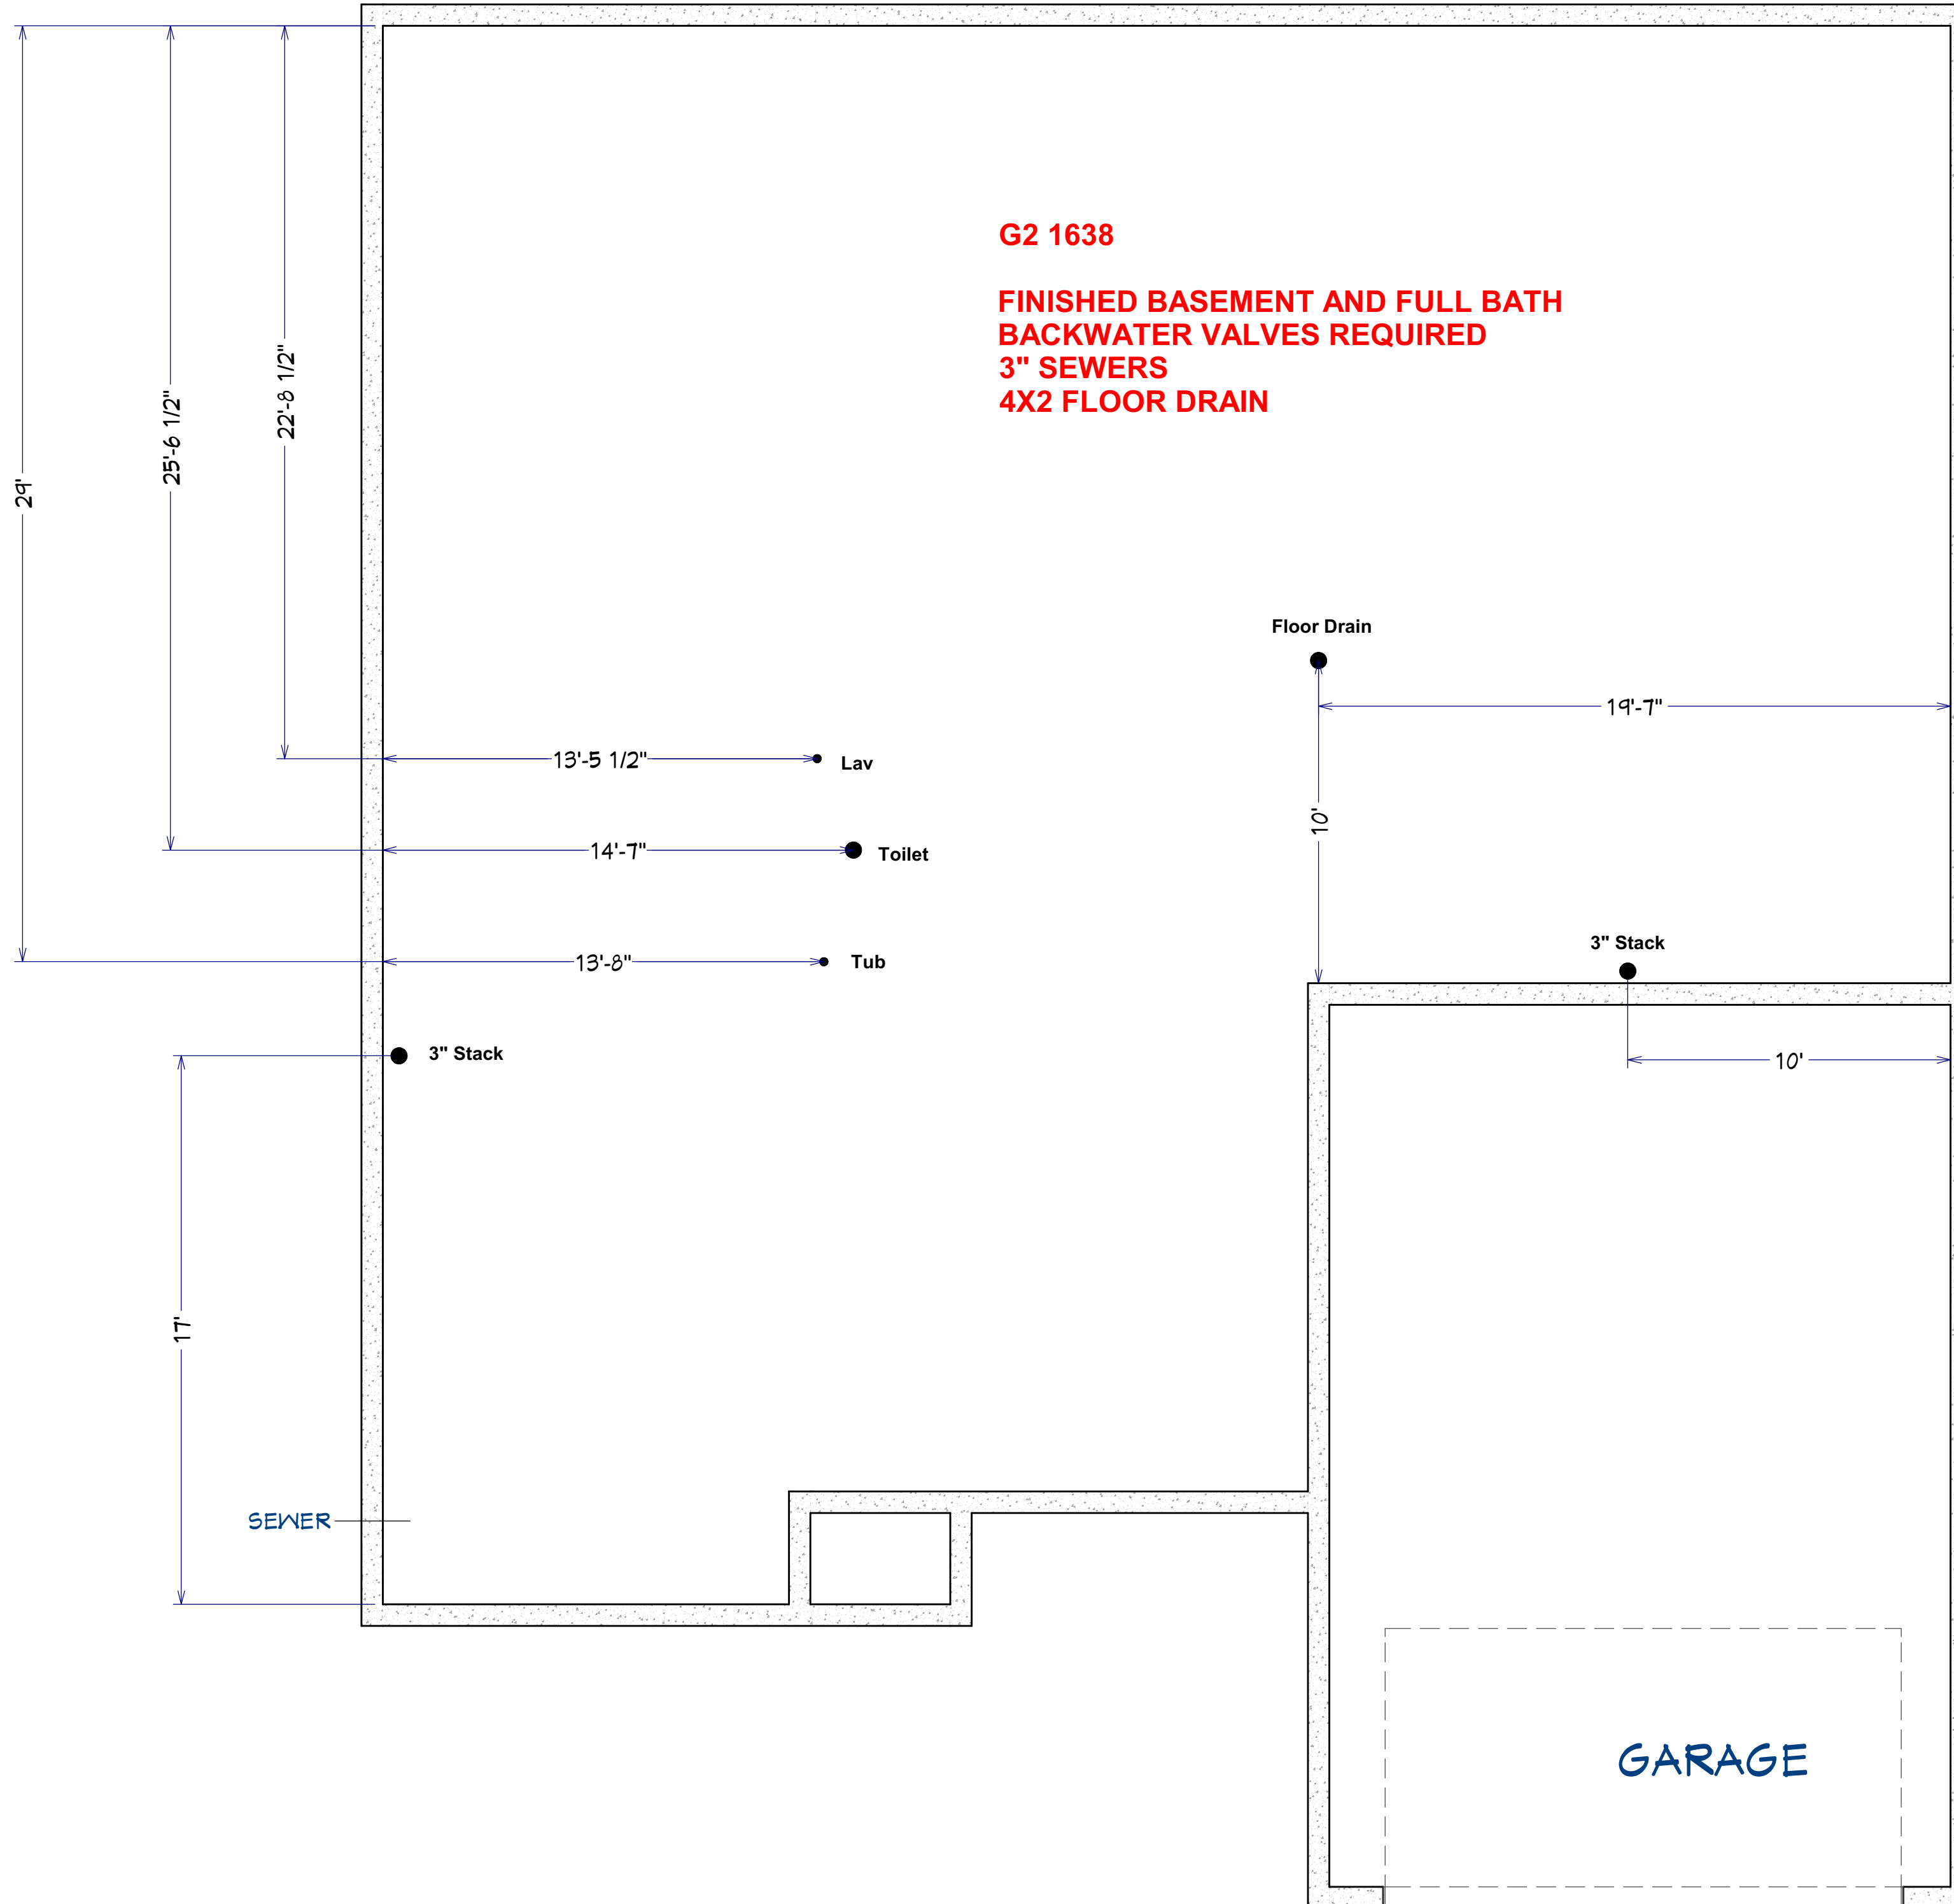 G2 1638
FINISHED BASEMENT AND FULL BATH
BACKWATER VALVES REQUIRED
3" SEWERS
4X2 FLOOR DRAIN
29'
25'-6 1/2"
22'-8 1/2"
Floor Drain
19'-7"
13'-5 1/2"
Lav
10'
14'-7"
Toilet
3" Stack
13'-8"
Tub
3" Stack
10'
17'
SEWER
GARAGE